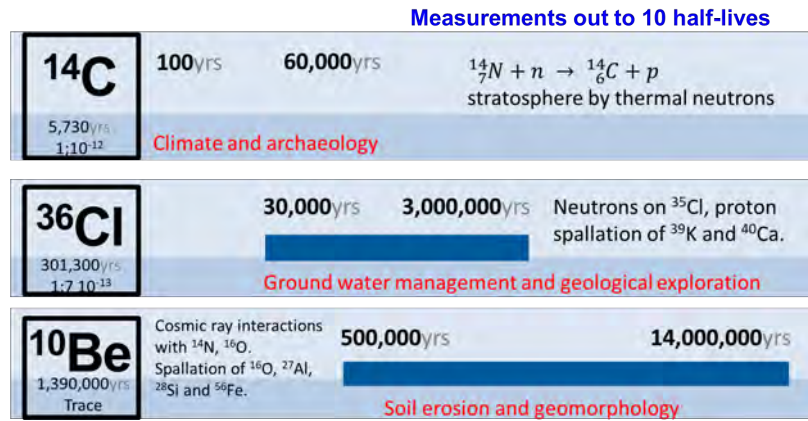 Measurements out to 10 half-lives
¹⁴C
5,730yrs
1;10⁻¹²
100yrs 60,000yrs
¹⁴₇N + n → ¹⁴₆C + p
stratosphere by thermal neutrons
Climate and archaeology
³⁶Cl
301,300yrs
1:7 10⁻¹³
30,000yrs 3,000,000yrs
Neutrons on ³⁵Cl, proton
spallation of ³⁹K and ⁴⁰Ca.
Ground water management and geological exploration
¹⁰Be
1,390,000yrs
Trace
Cosmic ray interactions
with ¹⁴N, ¹⁶O.
Spallation of ¹⁶O, ²⁷Al,
²⁸Si and ⁵⁶Fe.
500,000yrs 14,000,000yrs
Soil erosion and geomorphology